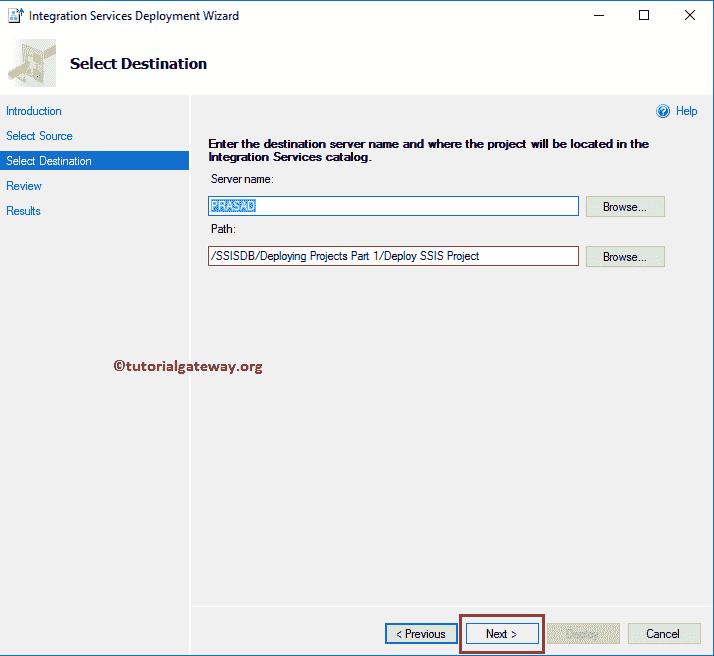 Integration Services Deployment Wizard
Select Destination
Introduction
Select Source
Select Destination
Review
Results
Help
Enter the destination server name and where the project will be located in the
Integration Services catalog.
Server name:
PRASAD
Browse...
Path:
/SSISDB/Deploying Projects Part 1/Deploy SSIS Project
Browse...
©tutorialgateway.org
< Previous
Next >
Deploy
Cancel